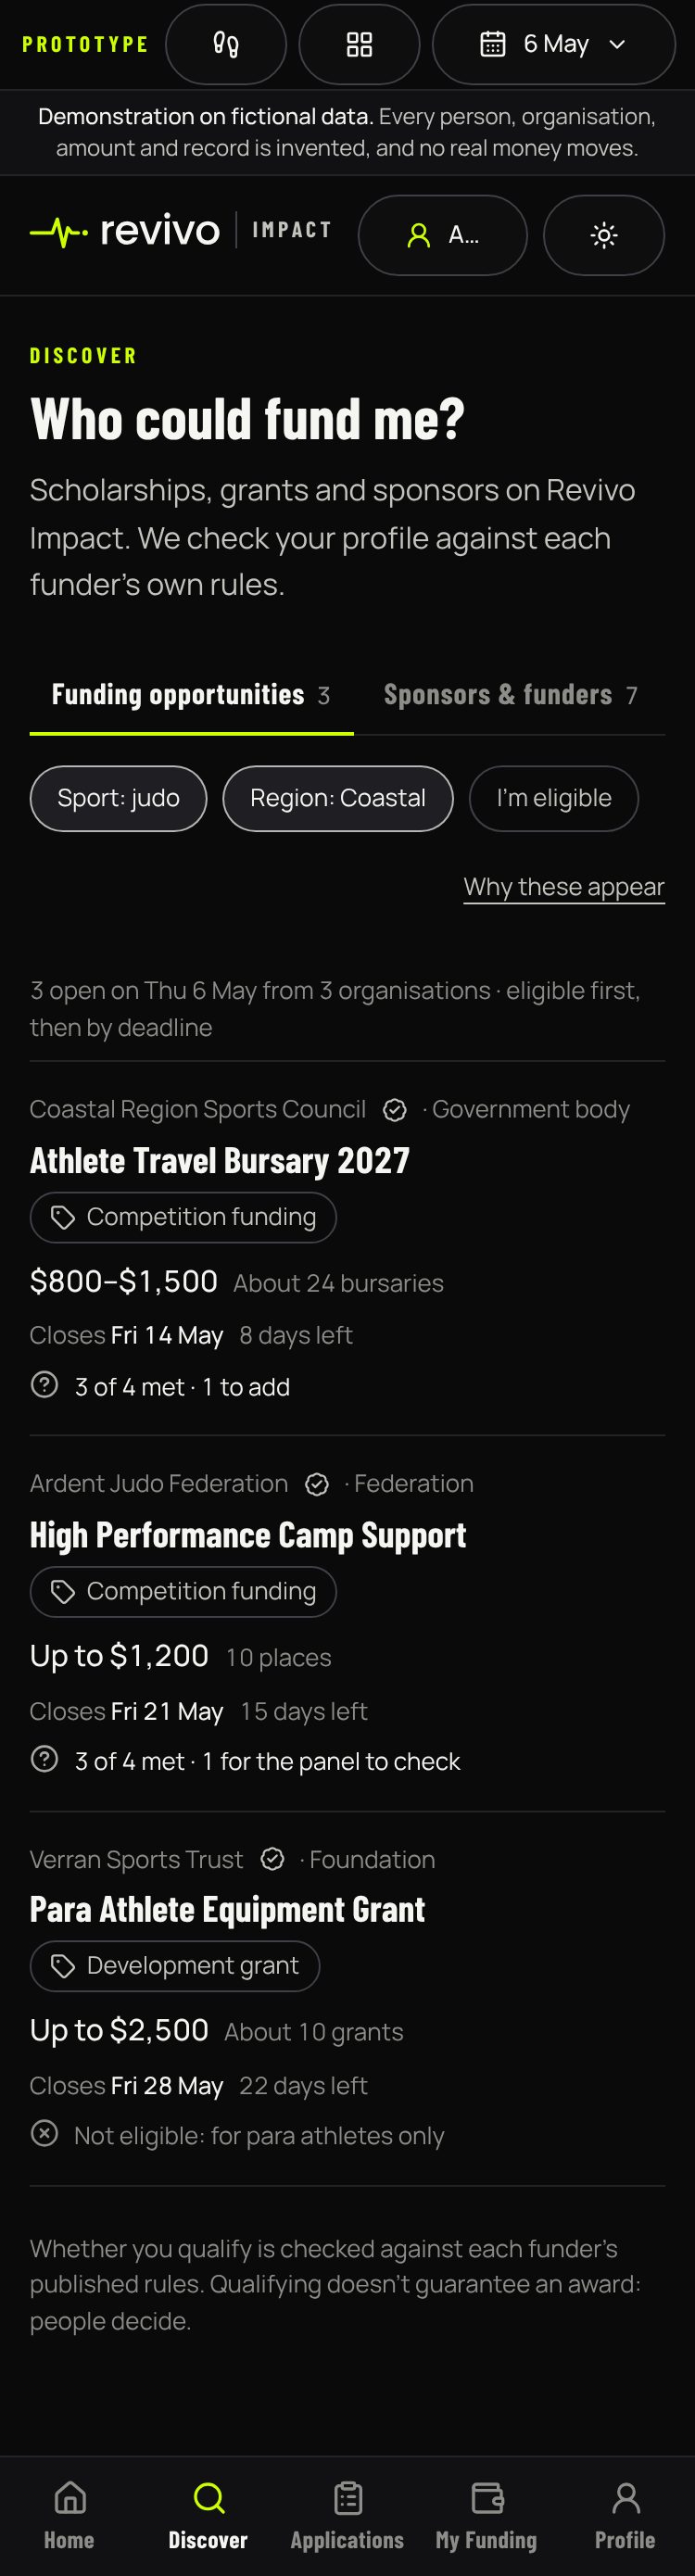 PROTOTYPE
6 May
Demonstration on fictional data. Every person, organisation,
amount and record is invented, and no real money moves.
revivo IMPACT
A...
DISCOVER
Who could fund me?
Scholarships, grants and sponsors on Revivo
Impact. We check your profile against each
funder's own rules.
Funding opportunities 3
Sponsors & funders 7
Sport: judo
Region: Coastal
I'm eligible
Why these appear
3 open on Thu 6 May from 3 organisations · eligible first,
then by deadline
Coastal Region Sports Council · Government body
Athlete Travel Bursary 2027
Competition funding
$800–$1,500 About 24 bursaries
Closes Fri 14 May 8 days left
3 of 4 met · 1 to add
Ardent Judo Federation · Federation
High Performance Camp Support
Competition funding
Up to $1,200 10 places
Closes Fri 21 May 15 days left
3 of 4 met · 1 for the panel to check
Verran Sports Trust · Foundation
Para Athlete Equipment Grant
Development grant
Up to $2,500 About 10 grants
Closes Fri 28 May 22 days left
Not eligible: for para athletes only
Whether you qualify is checked against each funder's
published rules. Qualifying doesn't guarantee an award:
people decide.
Home
Discover
Applications
My Funding
Profile